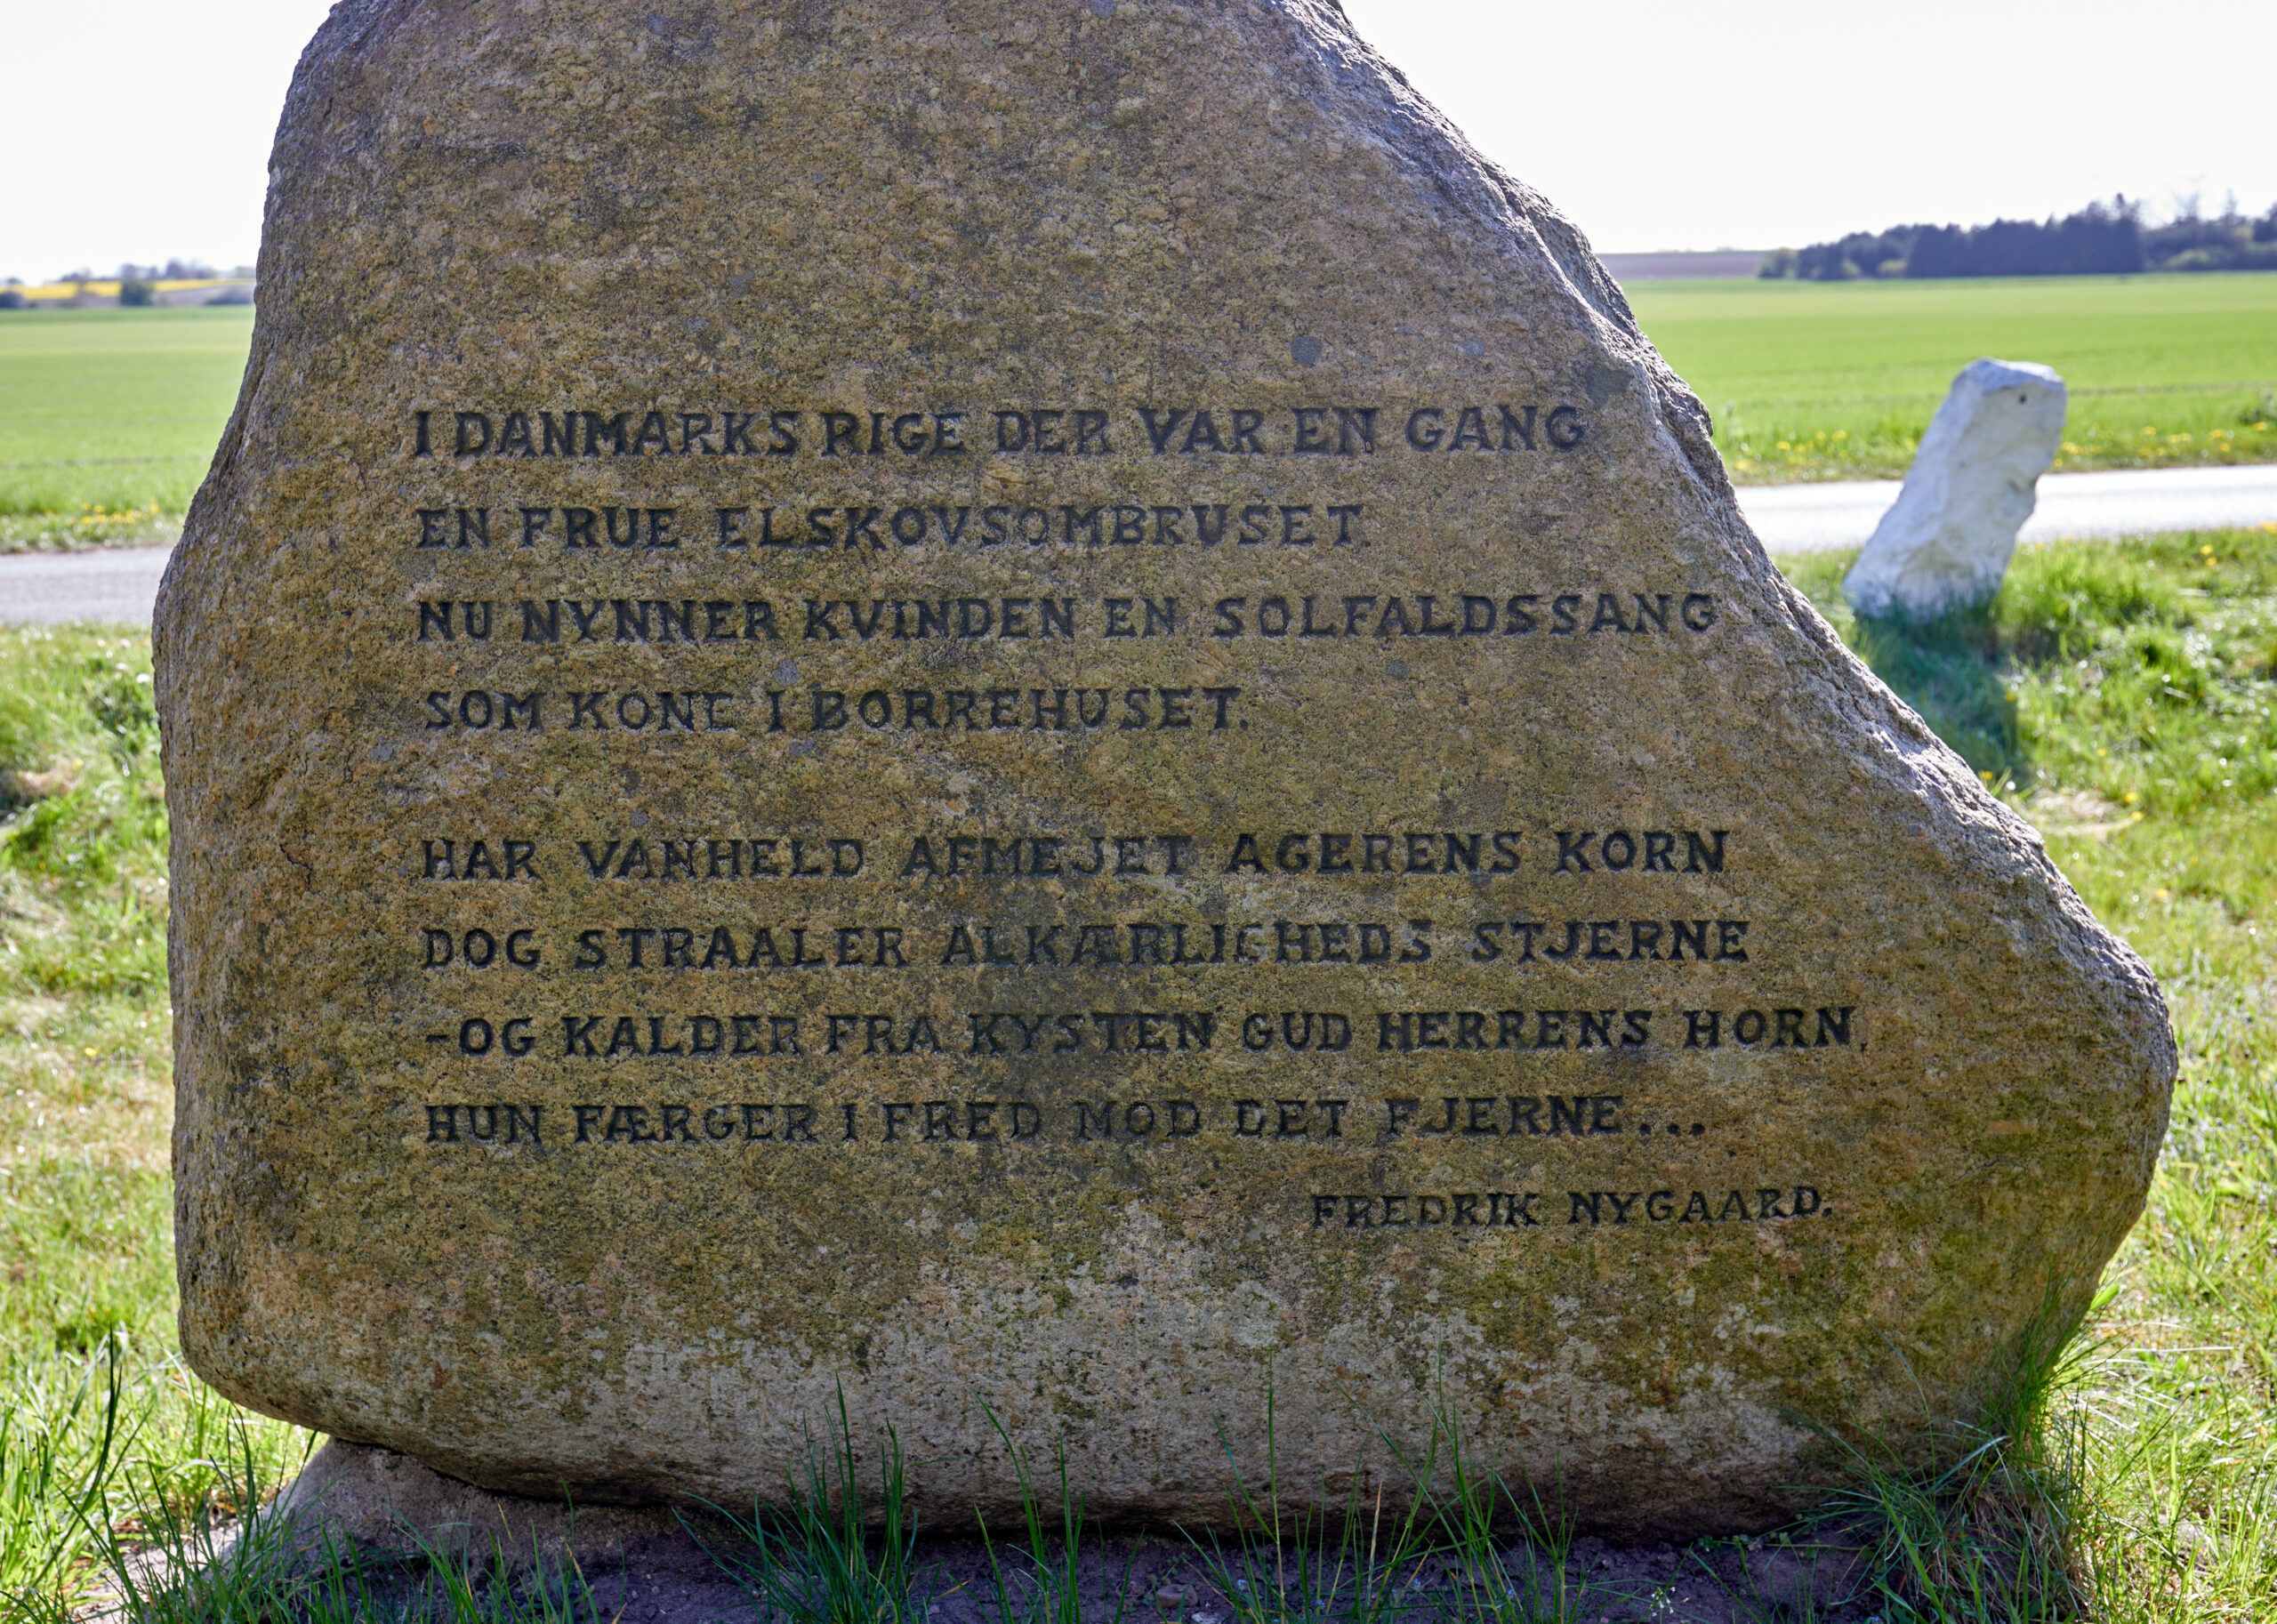 I DANMARKS RIGE DER VAR EN GANG
EN FRUE ELSKOVSOMBRUSET
NU NYNNER KVINDEN EN SOLFALDSSANG
SOM KONE I BORREHUSET.
HAR VANHELD AFMEJET AGERENS KORN
DOG STRAALER ALKÆRLIGHEDS STJERNE
-OG KALDER FRA KYSTEN GUD HERRENS HORN,
HUN FÆRGER I FRED MOD DET FJERNE...
FREDRIK NYGAARD.